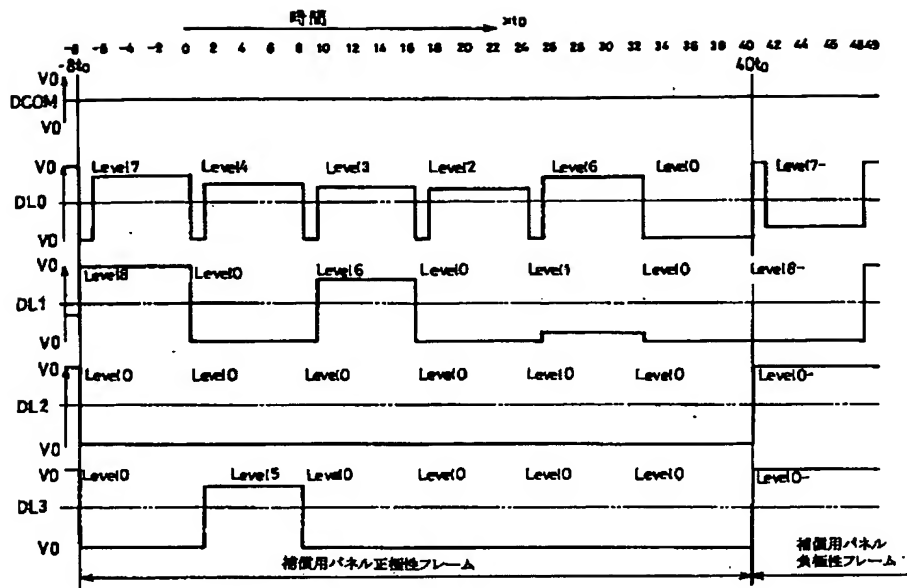 時間 ×t0
-8 -6 -4 -2 0 2 4 6 8 10 12 14 16 18 20 22 24 26 28 30 32 34 36 38 40 42 44 46 48 49
-8t0 40t0
V0
DCOM
V0
V0 Level7 Level4 Level3 Level2 Level6 Level0 Level7-
DL0
V0
V0 Level8 Level0 Level6 Level0 Level1 Level0 Level8-
DL1
V0
V0 Level0 Level0 Level0 Level0 Level0 Level0 Level0-
DL2
V0
V0 Level0 Level5 Level0 Level0 Level0 Level0 Level0-
DL3
V0
補償用パネル正極性フレーム
補償用パネル
負極性フレーム